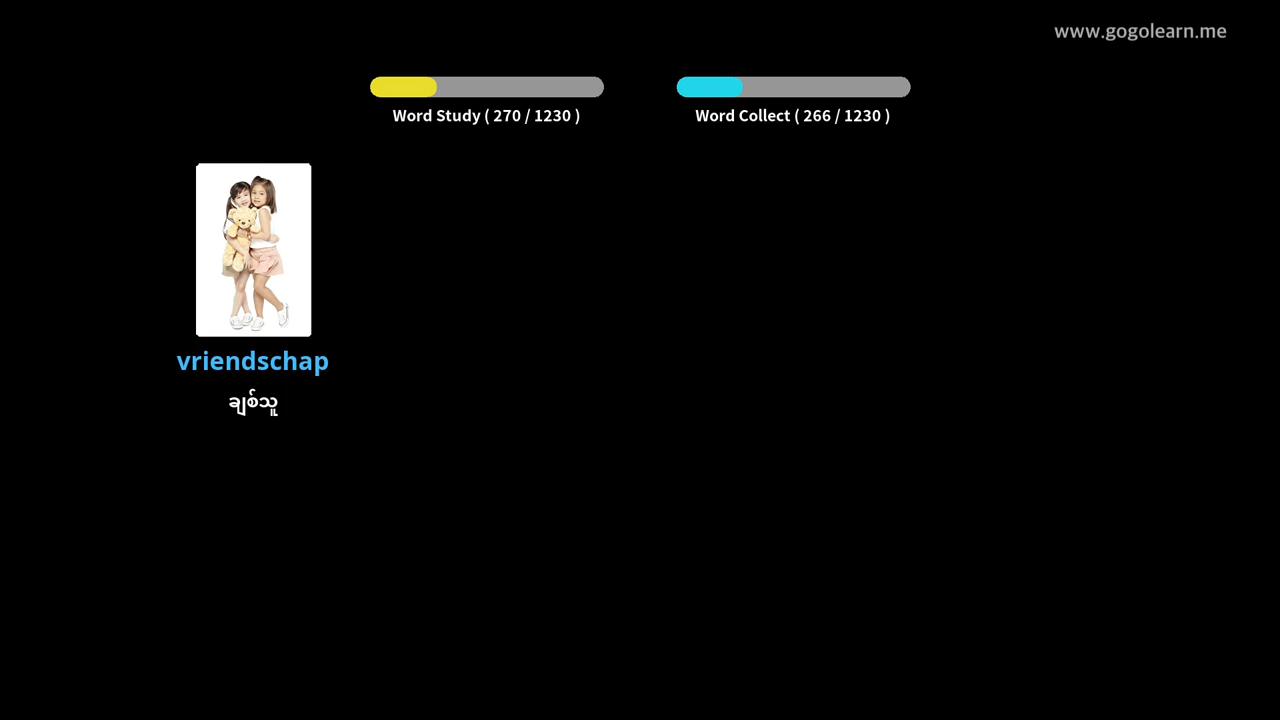 www.gogolearn.me
Word Study ( 270 / 1230 )
Word Collect ( 266 / 1230 )
vriendschap
ချစ်သူ